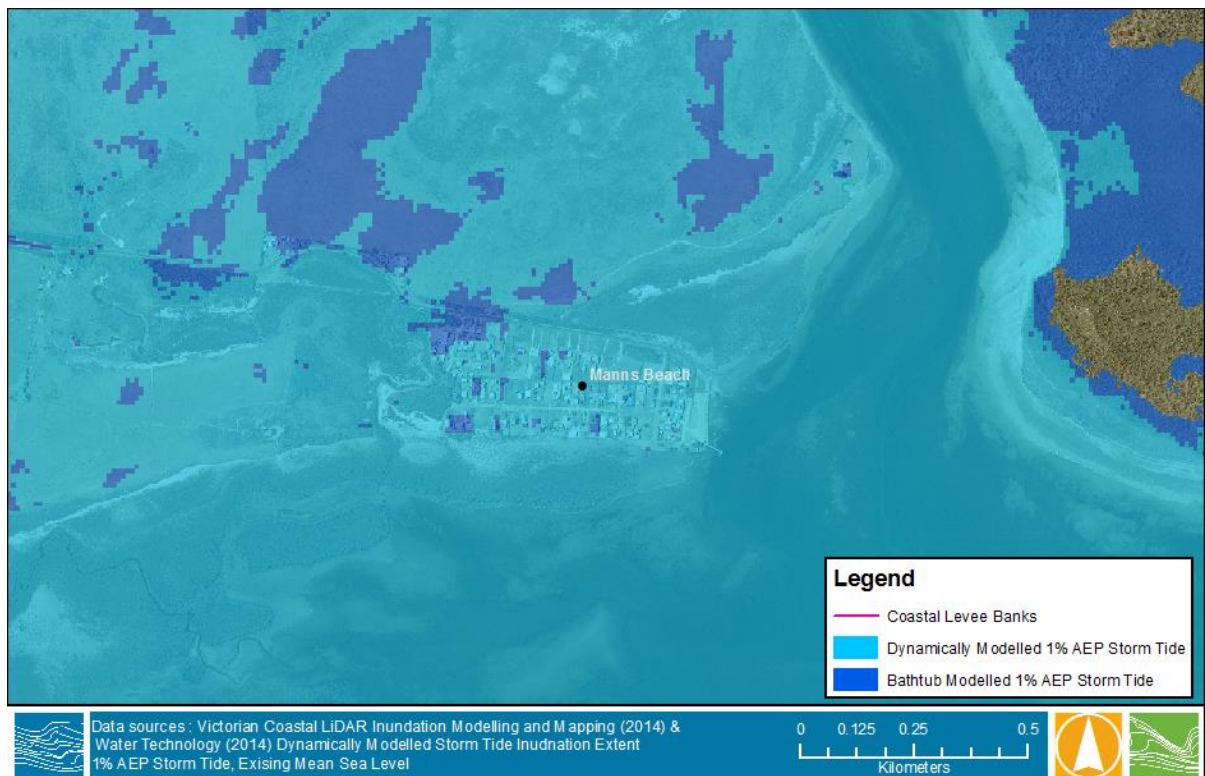 Manns Beach
Legend
Coastal Levee Banks
Dynamically Modelled 1% AEP Storm Tide
Bathtub Modelled 1% AEP Storm Tide
Data sources : Victorian Coastal LiDAR Inundation Modelling and Mapping (2014) &
Water Technology (2014) Dynamically Modelled Storm Tide Inudnation Extent
1% AEP Storm Tide, Exising Mean Sea Level
0 0.125 0.25 0.5
Kilometers